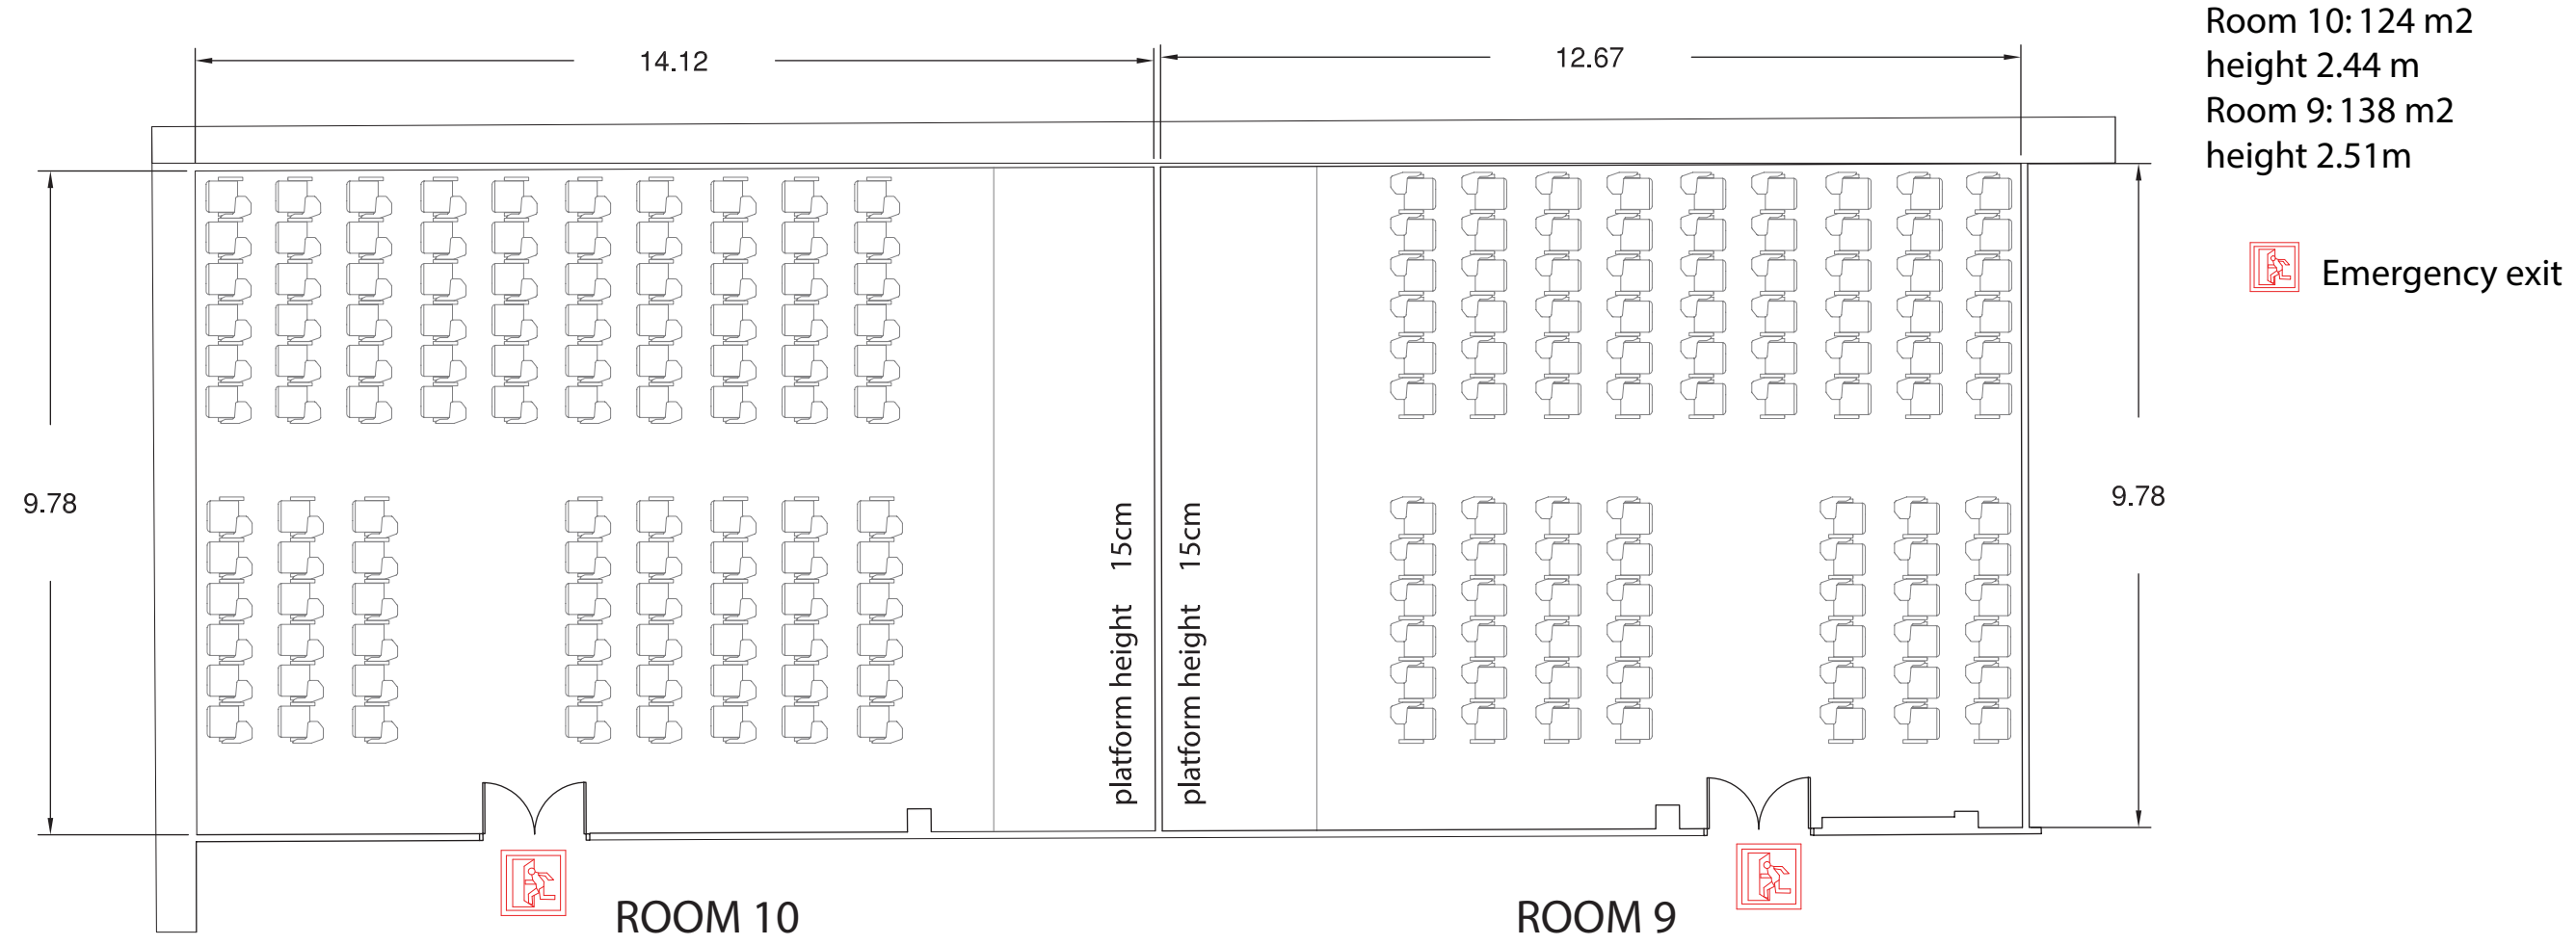 Room 10: 124 m2
height 2.44 m
Room 9: 138 m2
height 2.51m
Emergency exit
14.12
12.67
9.78
9.78
platform height 15cm
platform height 15cm
ROOM 10
ROOM 9